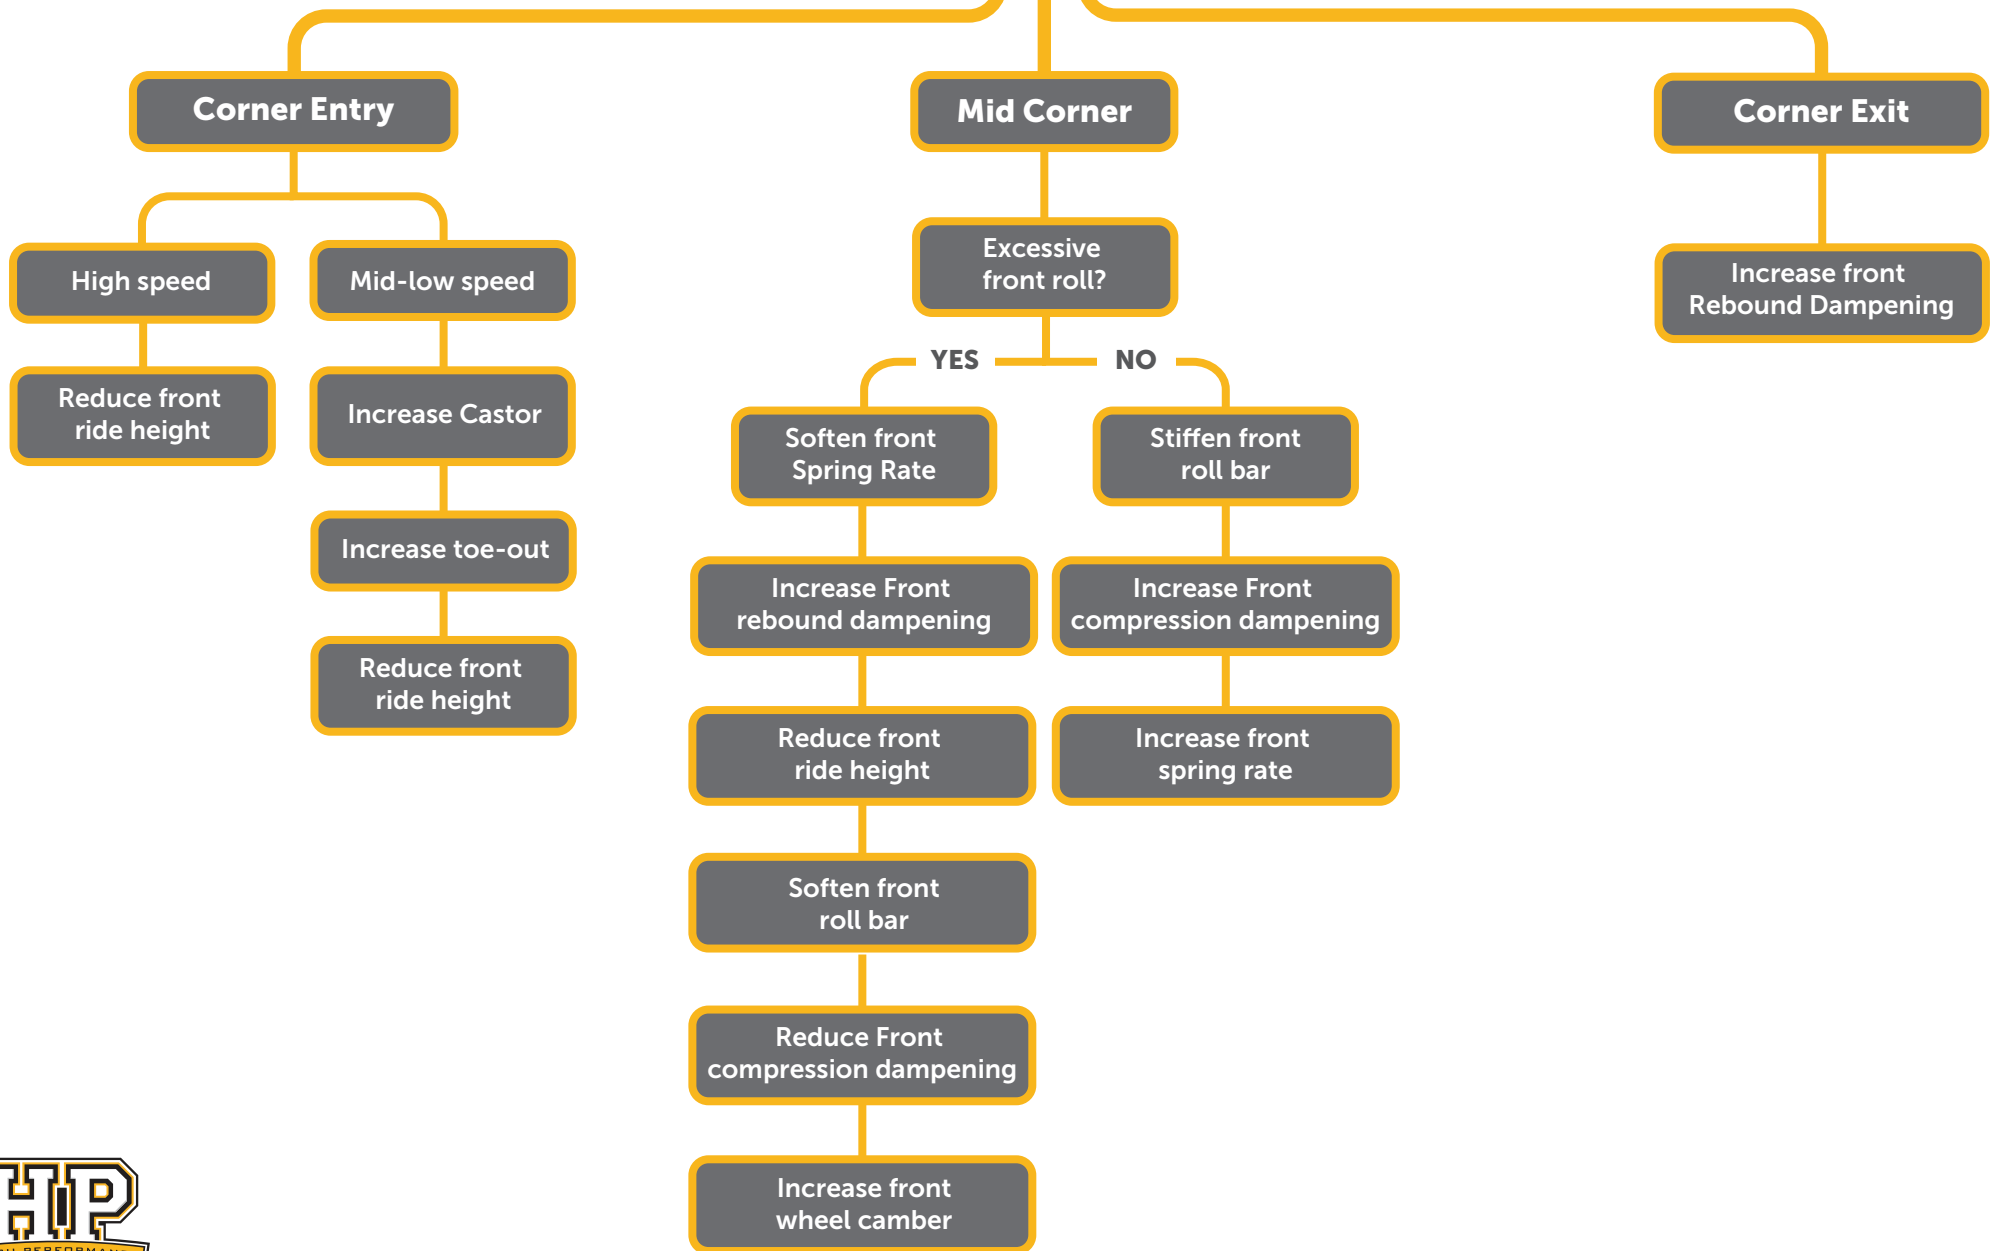 Corner Entry
Mid Corner
Corner Exit
High speed
Mid-low speed
Excessive
front roll?
Increase front
Rebound Dampening
YES
NO
Reduce front
ride height
Increase Castor
Soften front
Spring Rate
Stiffen front
roll bar
Increase toe-out
Increase Front
rebound dampening
Increase Front
compression dampening
Reduce front
ride height
Reduce front
ride height
Increase front
spring rate
Soften front
roll bar
Reduce Front
compression dampening
Increase front
wheel camber
HP